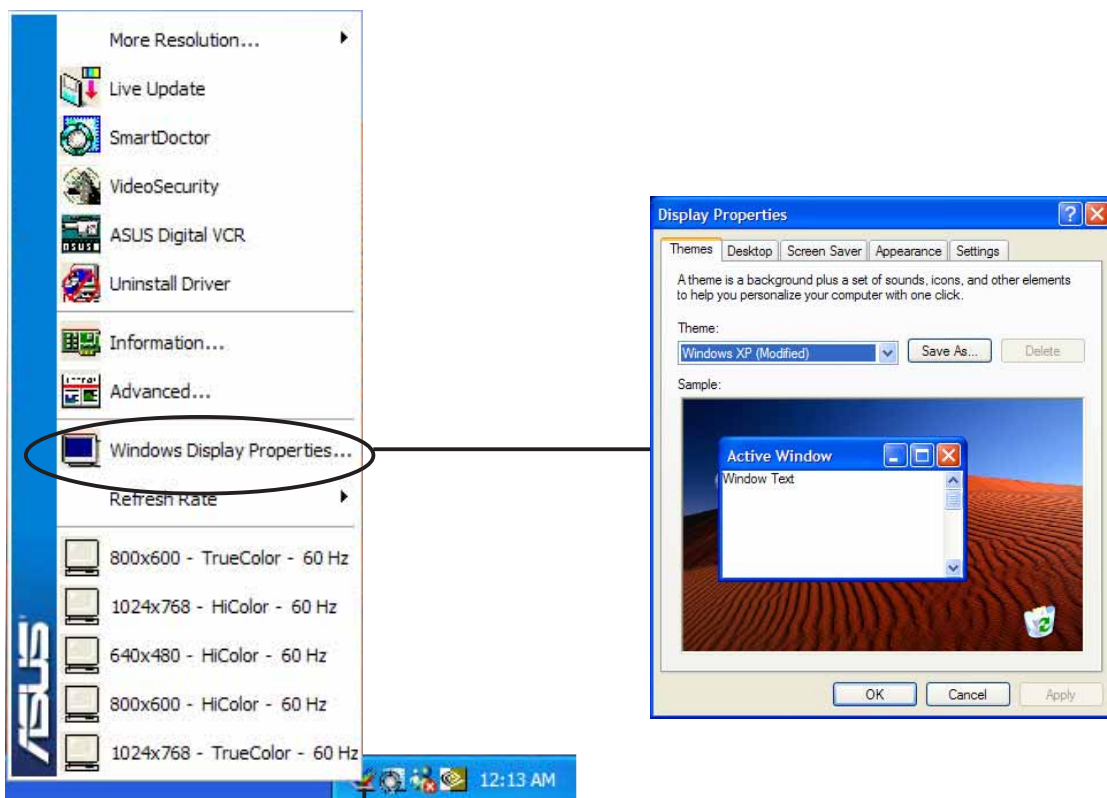 More Resolution...
Live Update
SmartDoctor
VideoSecurity
ASUS Digital VCR
Uninstall Driver
Information...
Advanced...
Windows Display Properties...
Refresh Rate
800x600 - TrueColor - 60 Hz
1024x768 - HiColor - 60 Hz
640x480 - HiColor - 60 Hz
800x600 - HiColor - 60 Hz
1024x768 - TrueColor - 60 Hz
ASUS
12:13 AM
Display Properties
Themes Desktop Screen Saver Appearance Settings
A theme is a background plus a set of sounds, icons, and other elements
to help you personalize your computer with one click.
Theme:
Windows XP (Modified) Save As... Delete
Sample:
Active Window
Window Text
OK Cancel Apply